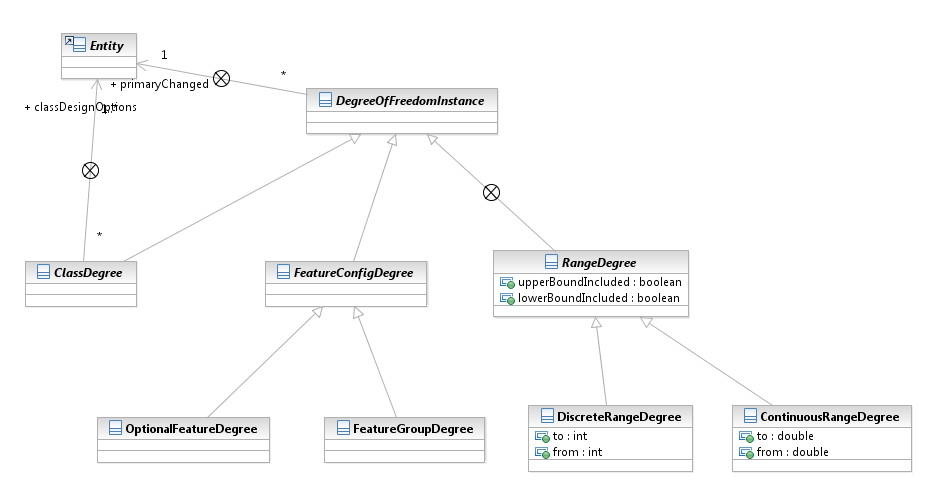 Entity
1
*
+ primaryChanged
+ classDesignOptions
DegreeOfFreedomInstance
*
ClassDegree
FeatureConfigDegree
RangeDegree
upperBoundIncluded : boolean
lowerBoundIncluded : boolean
OptionalFeatureDegree
FeatureGroupDegree
DiscreteRangeDegree
to : int
from : int
ContinuousRangeDegree
to : double
from : double